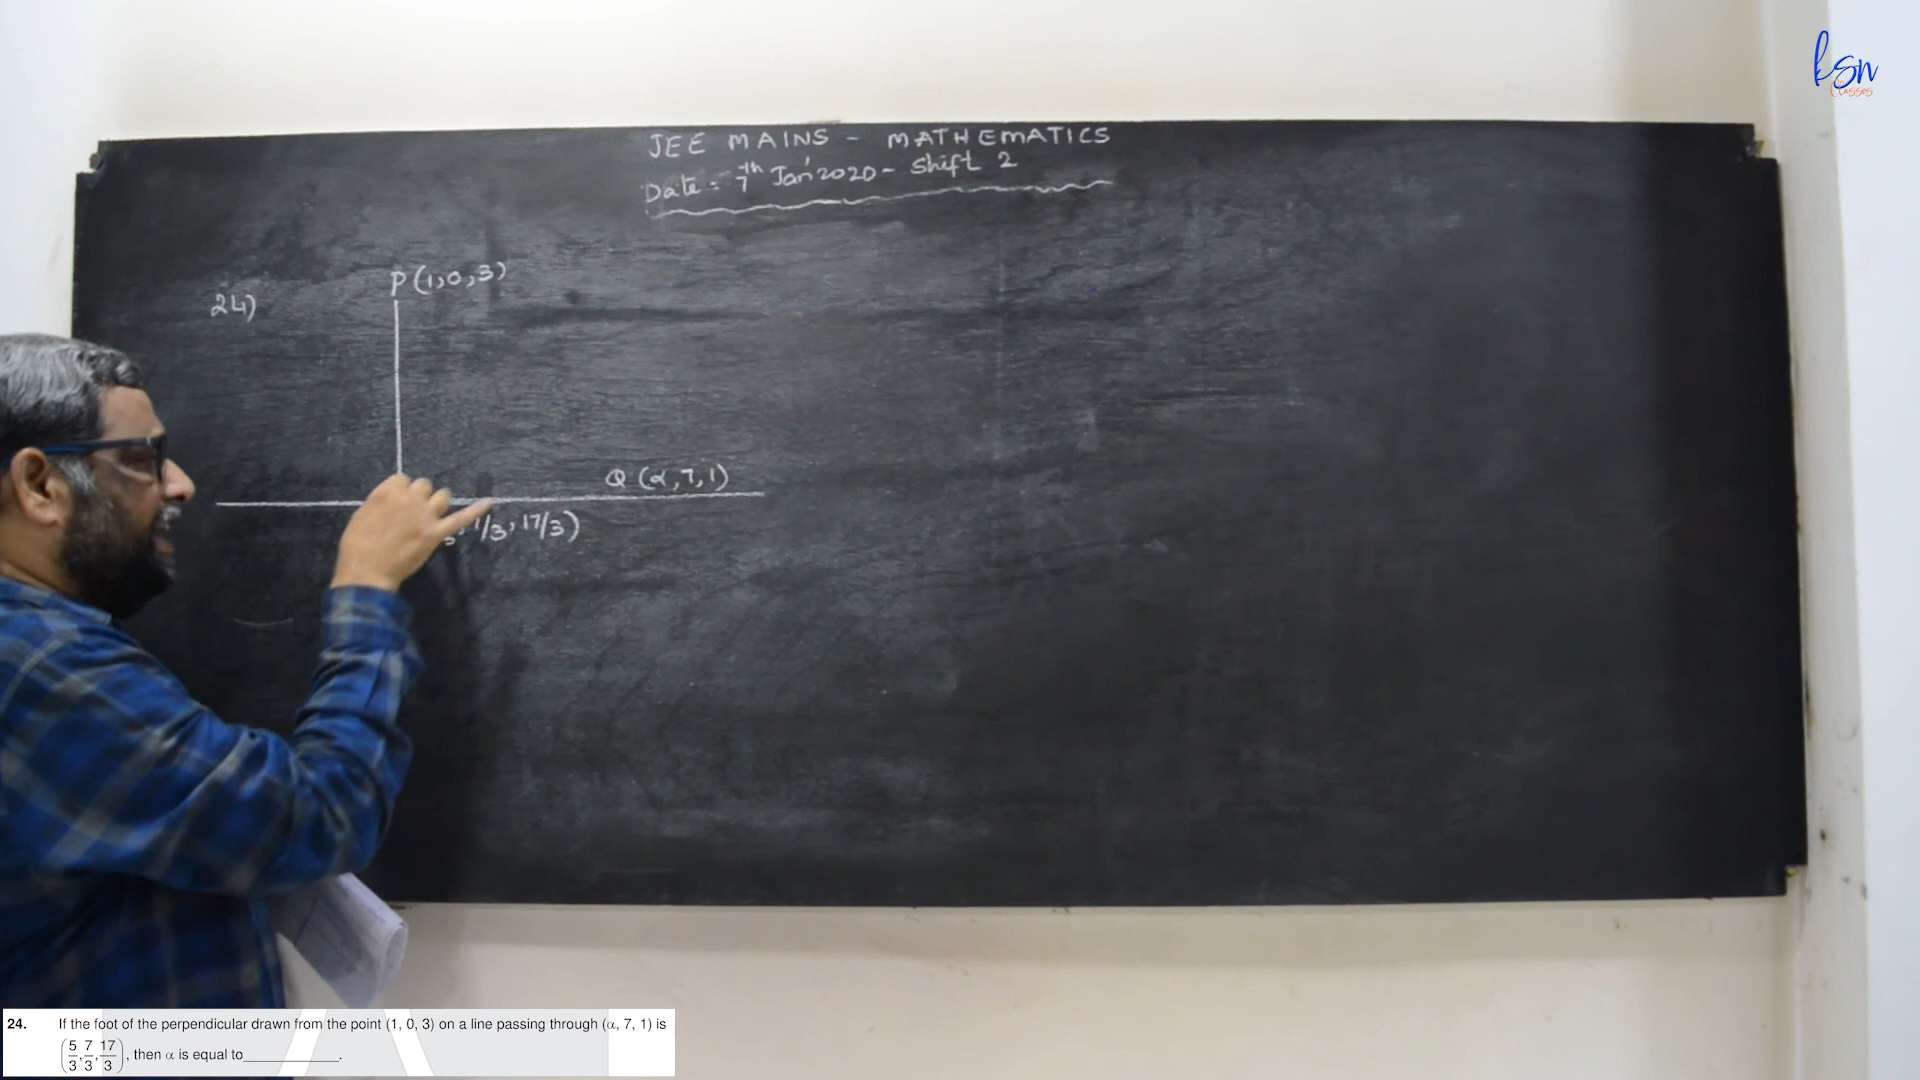 ksn
Classes
JEE MAINS - MATHEMATICS
Date: 7th Jan'2020 - Shift 2
24)
P(1,0,3)
Q (α,7,1)
/3, 17/3)
24. If the foot of the perpendicular drawn from the point (1, 0, 3) on a line passing through (α, 7, 1) is
(5/3, 7/3, 17/3), then α is equal to____________.